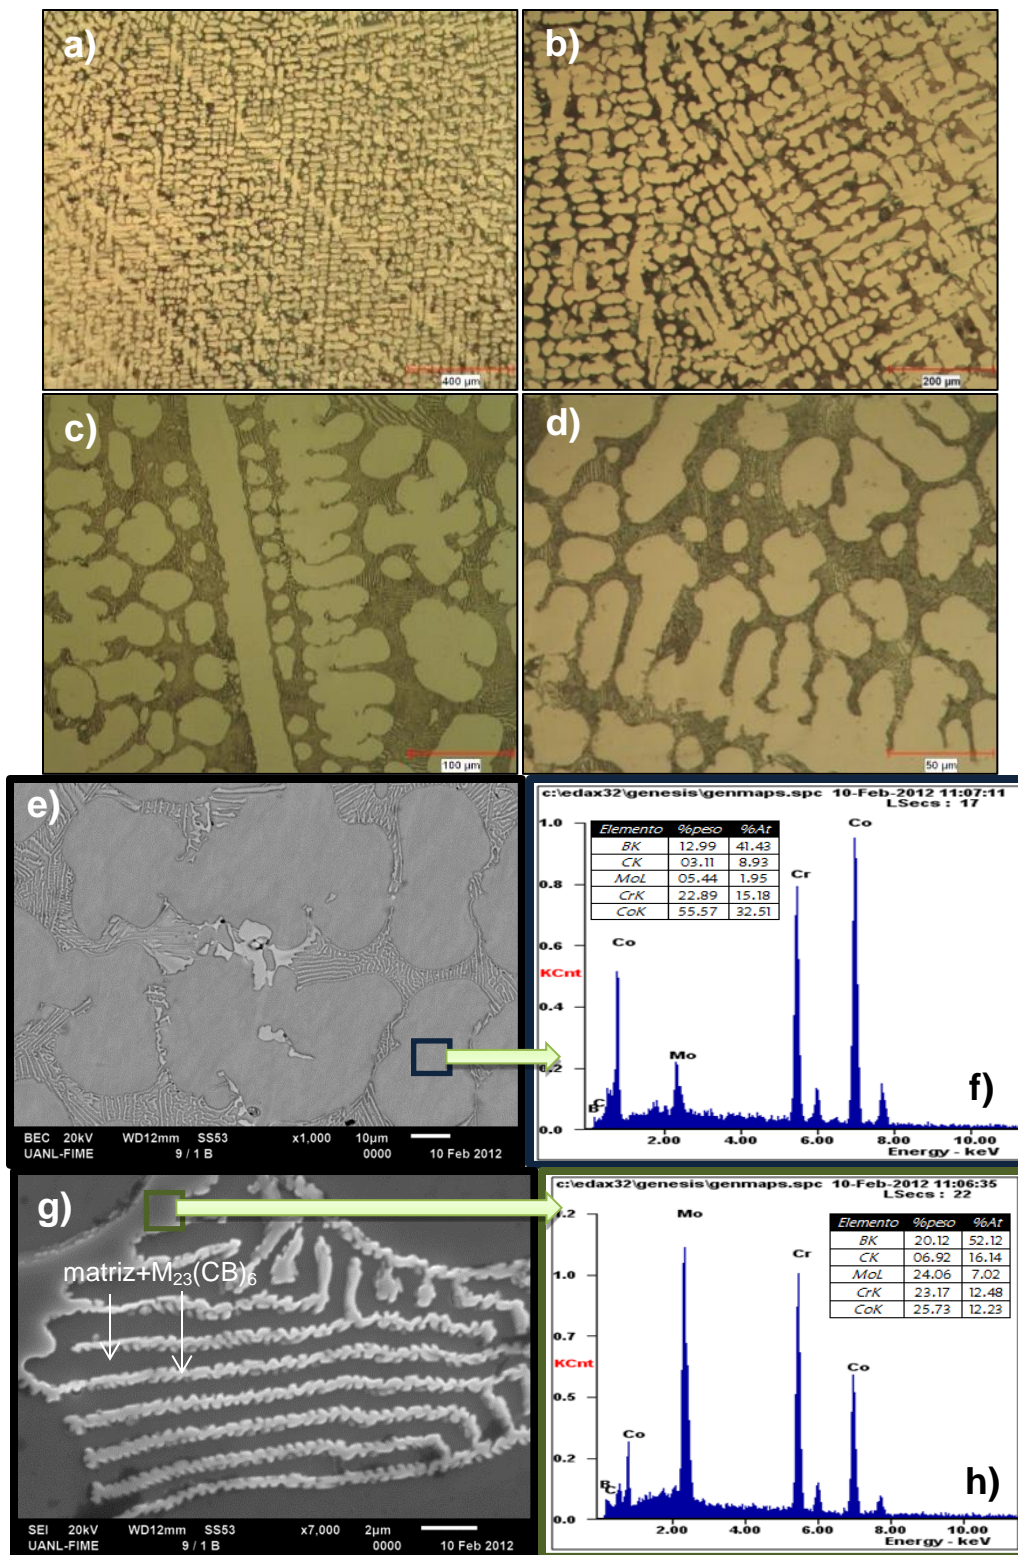 a)
400 µm
b)
200 µm
c)
100 µm
d)
50 µm
e)
BEC 20kV WD12mm SS53 x1,000 10µm
UANL-FIME 9 / 1 B 0000 10 Feb 2012
c:\edax32\genesis\genmaps.spc 10-Feb-2012 11:07:11
LSecs : 17
1.0
0.8
0.6
KCnt
0.4
0.2
0.0
Elemento %peso %At
BK 12.99 41.43
CK 03.11 8.93
MoL 05.44 1.95
CrK 22.89 15.18
CoK 55.57 32.51
Co
Cr
Co
Mo
C
B
f)
2.00 4.00 6.00 8.00 10.00
Energy - keV
g)
matriz+M23(CB)6
SEI 20kV WD12mm SS53 x7,000 2µm
UANL-FIME 9 / 1 B 0000 10 Feb 2012
c:\edax32\genesis\genmaps.spc 10-Feb-2012 11:06:35
LSecs : 22
1.2
1.0
0.7
KCnt
0.5
0.2
0.0
Elemento %peso %At
BK 20.12 52.12
CK 06.92 16.14
MoL 24.06 7.02
CrK 23.17 12.48
CoK 25.73 12.23
Mo
Cr
Co
Co
B
C
h)
2.00 4.00 6.00 8.00 10.00
Energy - keV